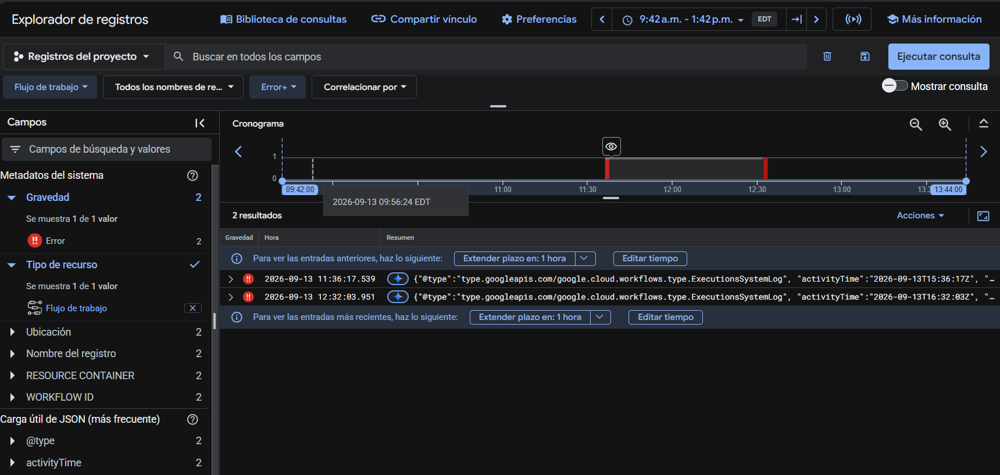 Explorador de registros
Biblioteca de consultas
Compartir vínculo
Preferencias
9:42 a.m. - 1:42 p.m.
EDT
Más información
Registros del proyecto
Buscar en todos los campos
Ejecutar consulta
Flujo de trabajo
Todos los nombres de re...
Error+
Correlacionar por
Mostrar consulta
Campos
Campos de búsqueda y valores
Metadatos del sistema
Gravedad 2
Se muestra 1 de 1 valor
Error 2
Tipo de recurso
Se muestra 1 de 1 valor
Flujo de trabajo
Ubicación 2
Nombre del registro 2
RESOURCE CONTAINER 2
WORKFLOW ID 2
Carga útil de JSON (más frecuente)
@type 2
activityTime 2
Cronograma
1
0
09:42:00
11:00
11:30
12:00
12:30
13:00
13:3
13:44:00
2026-09-13 09:56:24 EDT
2 resultados
Acciones
Gravedad Hora Resumen
Para ver las entradas anteriores, haz lo siguiente: Extender plazo en: 1 hora Editar tiempo
2026-09-13 11:36:17.539 {"@type":"type.googleapis.com/google.cloud.workflows.type.ExecutionsSystemLog", "activityTime":"2026-09-13T15:36:17Z", "…
2026-09-13 12:32:03.951 {"@type":"type.googleapis.com/google.cloud.workflows.type.ExecutionsSystemLog", "activityTime":"2026-09-13T16:32:03Z", "…
Para ver las entradas más recientes, haz lo siguiente: Extender plazo en: 1 hora Editar tiempo